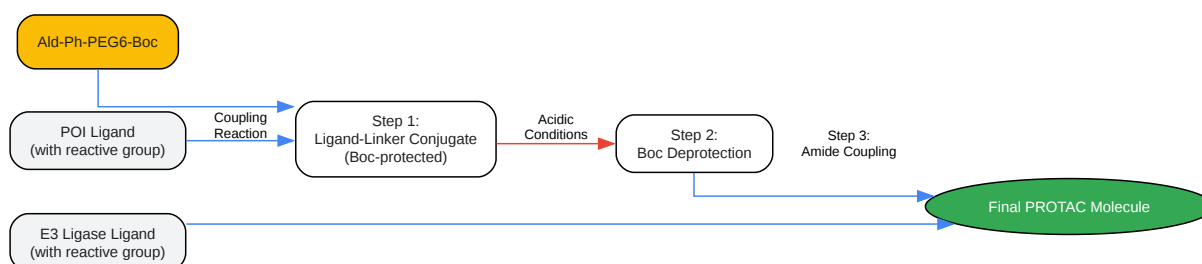 Ald-Ph-PEG6-Boc
POI Ligand
(with reactive group)
Coupling
Reaction
Step 1:
Ligand-Linker Conjugate
(Boc-protected)
Acidic
Conditions
Step 2:
Boc Deprotection
Step 3:
Amide Coupling
E3 Ligase Ligand
(with reactive group)
Final PROTAC Molecule